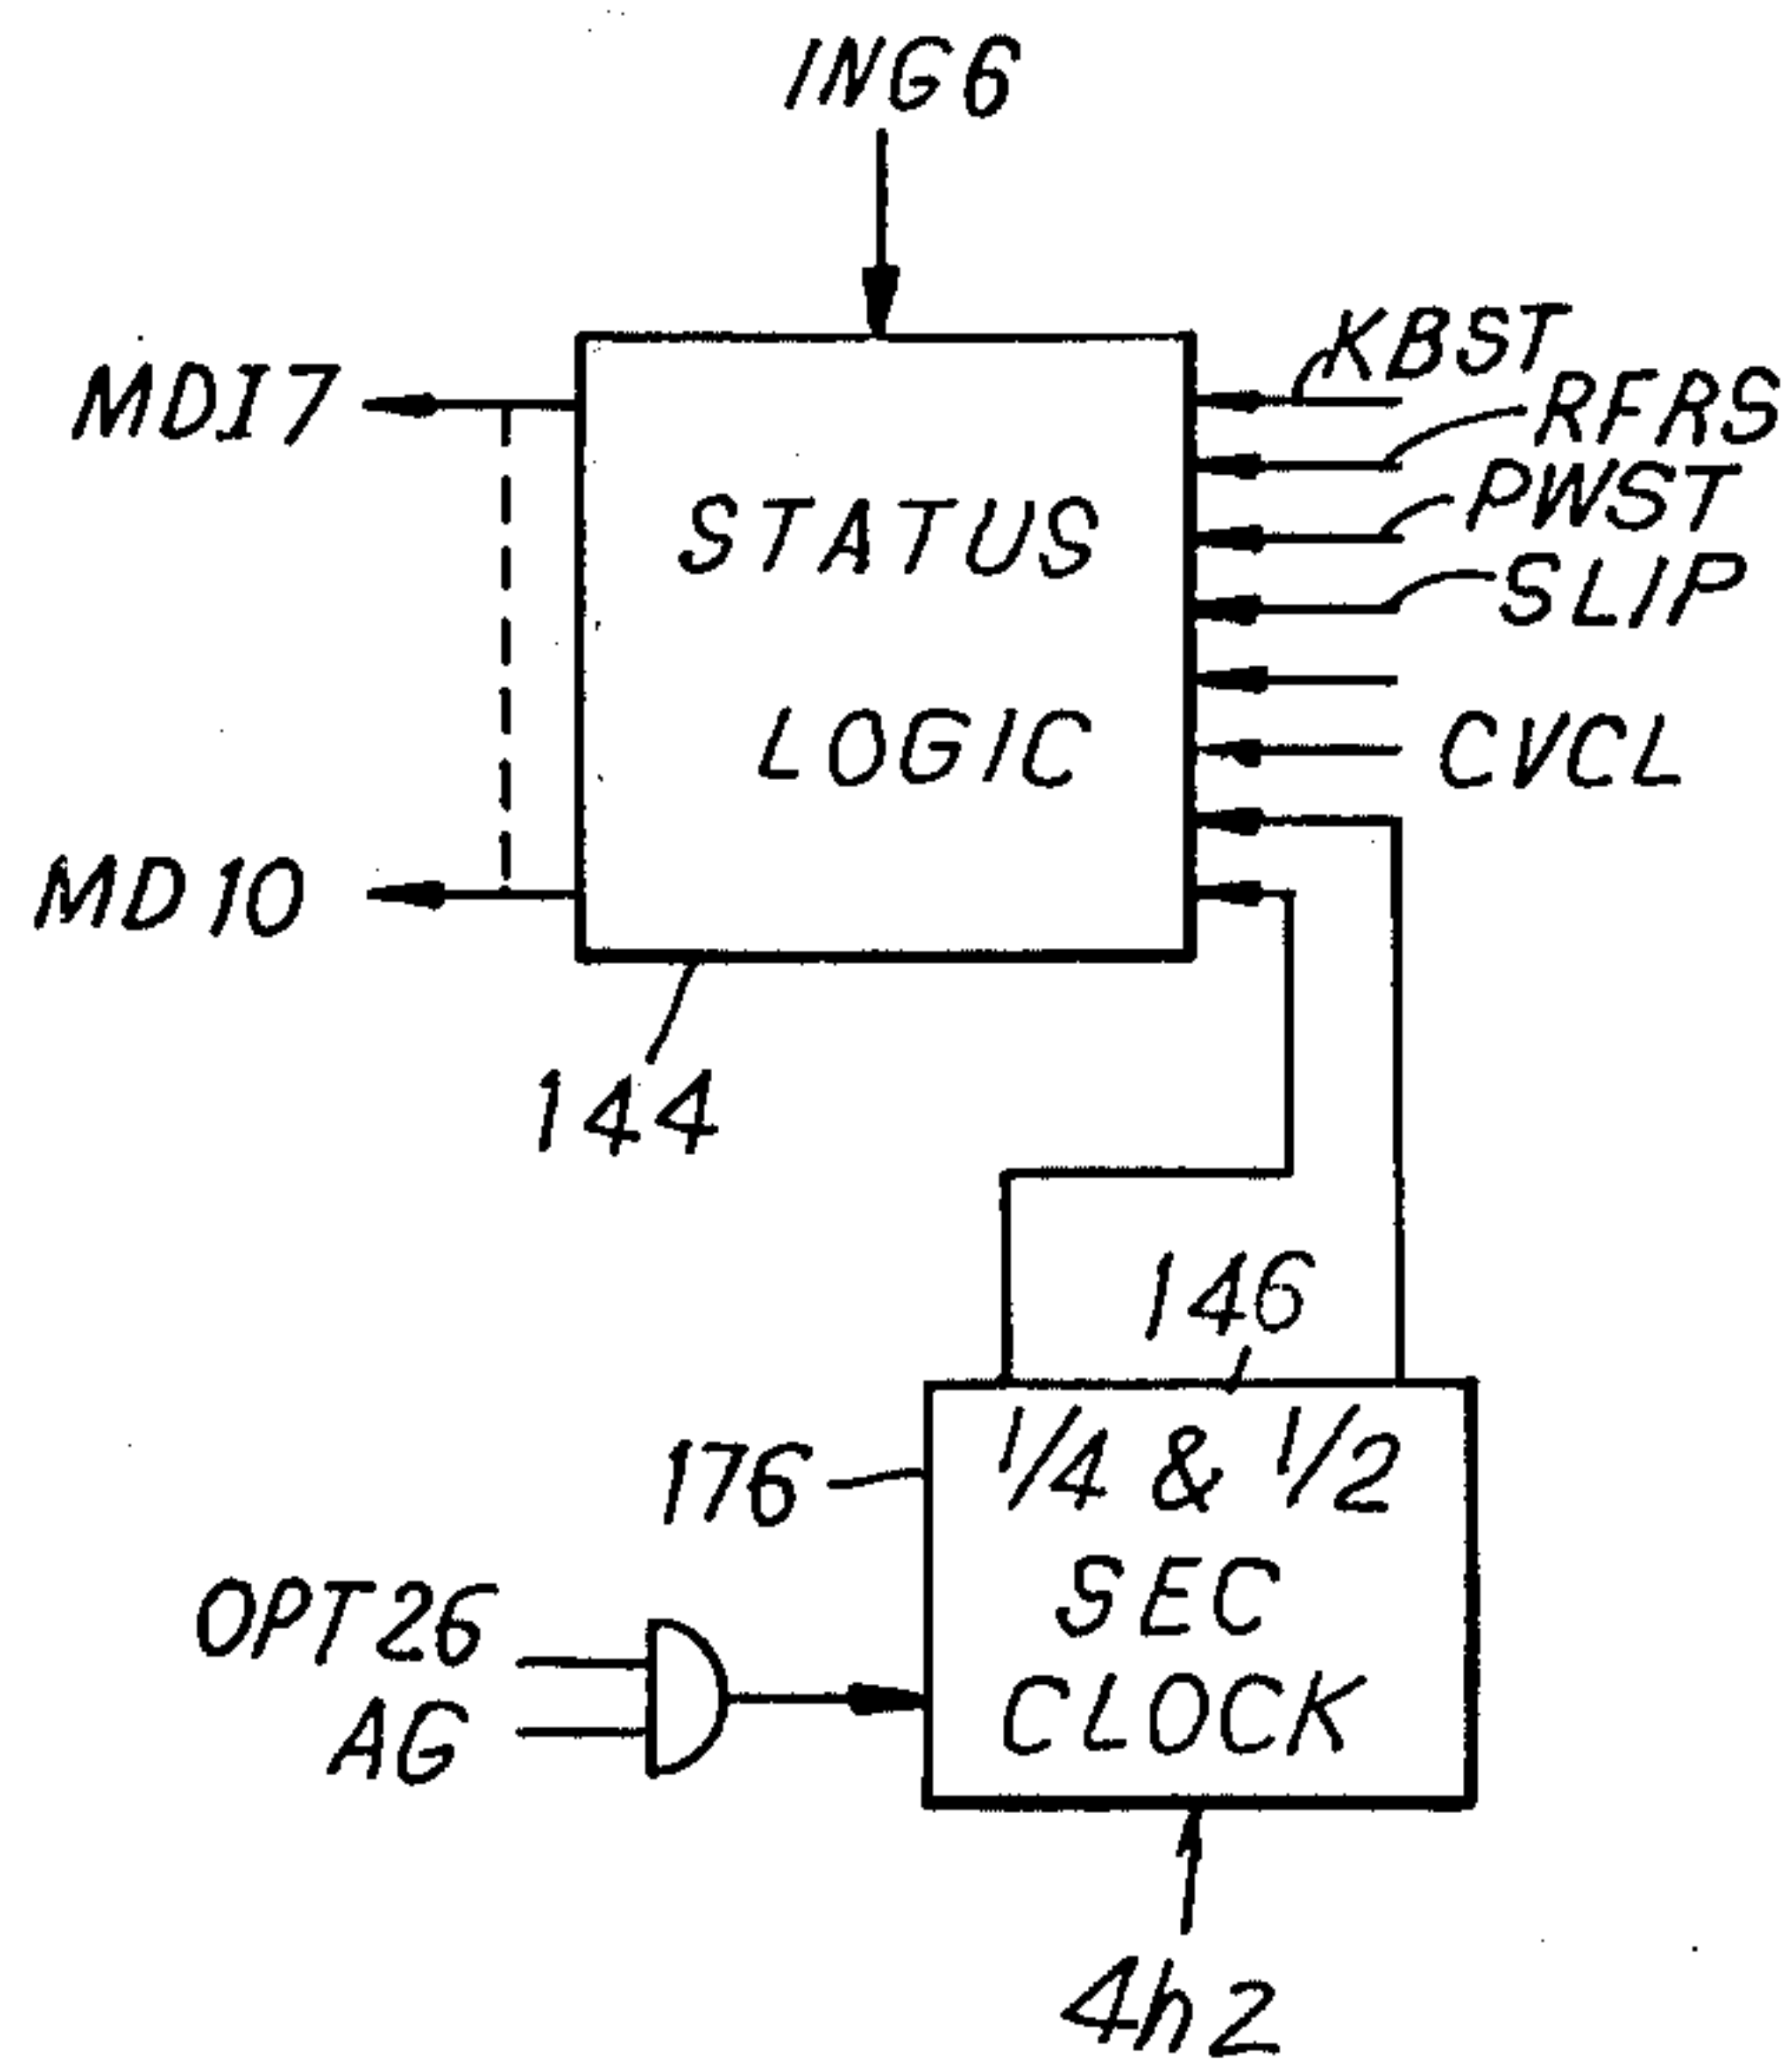 ING6
MDI7
KBST
RFRS
PWST
SLIP
STATUS
LOGIC
CVCL
MD10
144
146
176
1/4 & 1/2
SEC
CLOCK
OPT26
AG
4h2